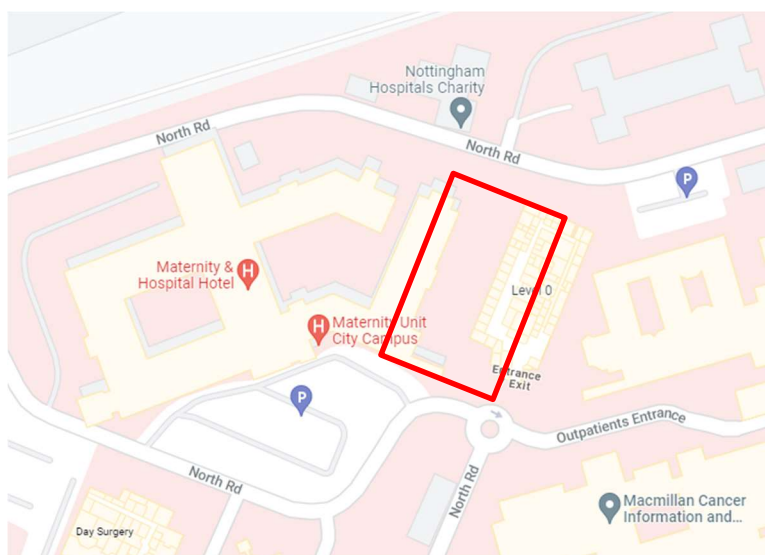 Nottingham
Hospitals Charity
North Rd
North Rd
P
Maternity &
Hospital Hotel
H
Level 0
H
Maternity Unit
City Campus
Entrance
Exit
P
Outpatients Entrance
North Rd
North Rd
Macmillan Cancer
Information and...
Day Surgery